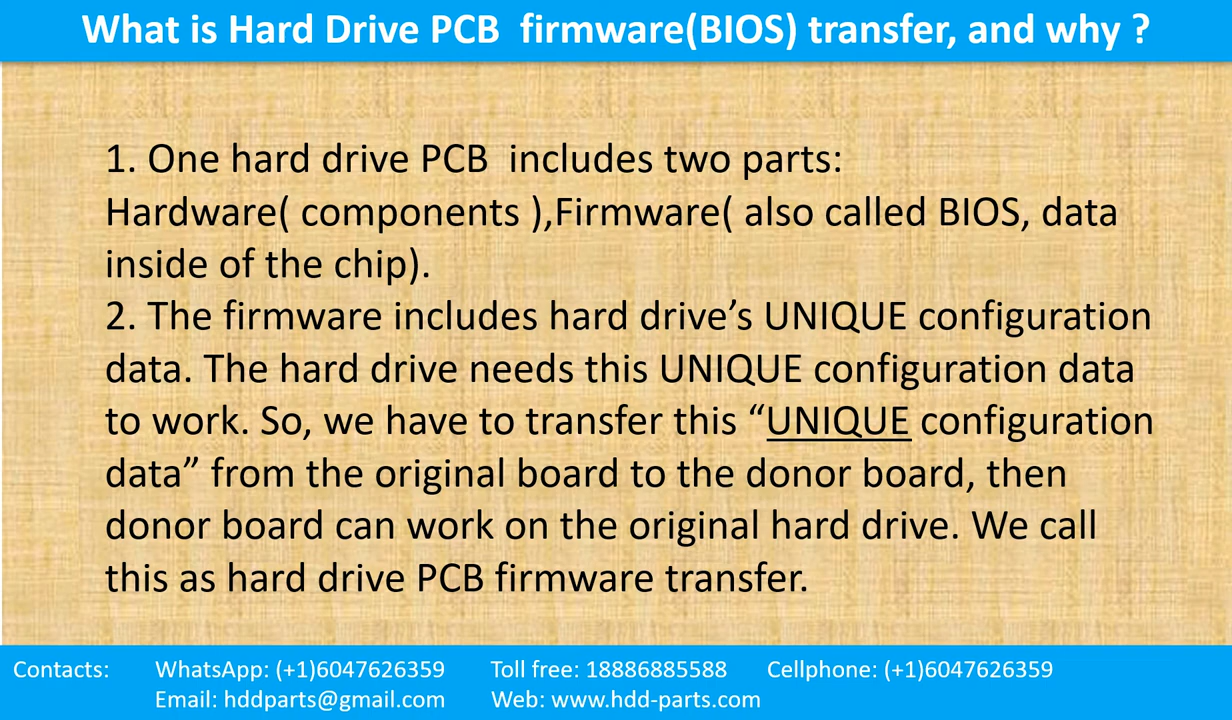 What is Hard Drive PCB  firmware(BIOS) transfer, and why ?
1. One hard drive PCB  includes two parts:
Hardware( components ),Firmware( also called BIOS, data
inside of the chip).
2. The firmware includes hard drive’s UNIQUE configuration
data. The hard drive needs this UNIQUE configuration data
to work. So, we have to transfer this “UNIQUE configuration
data” from the original board to the donor board, then
donor board can work on the original hard drive. We call
this as hard drive PCB firmware transfer.
Contacts: WhatsApp: (+1)6047626359 Toll free: 18886885588 Cellphone: (+1)6047626359
Email: hddparts@gmail.com Web: www.hdd-parts.com